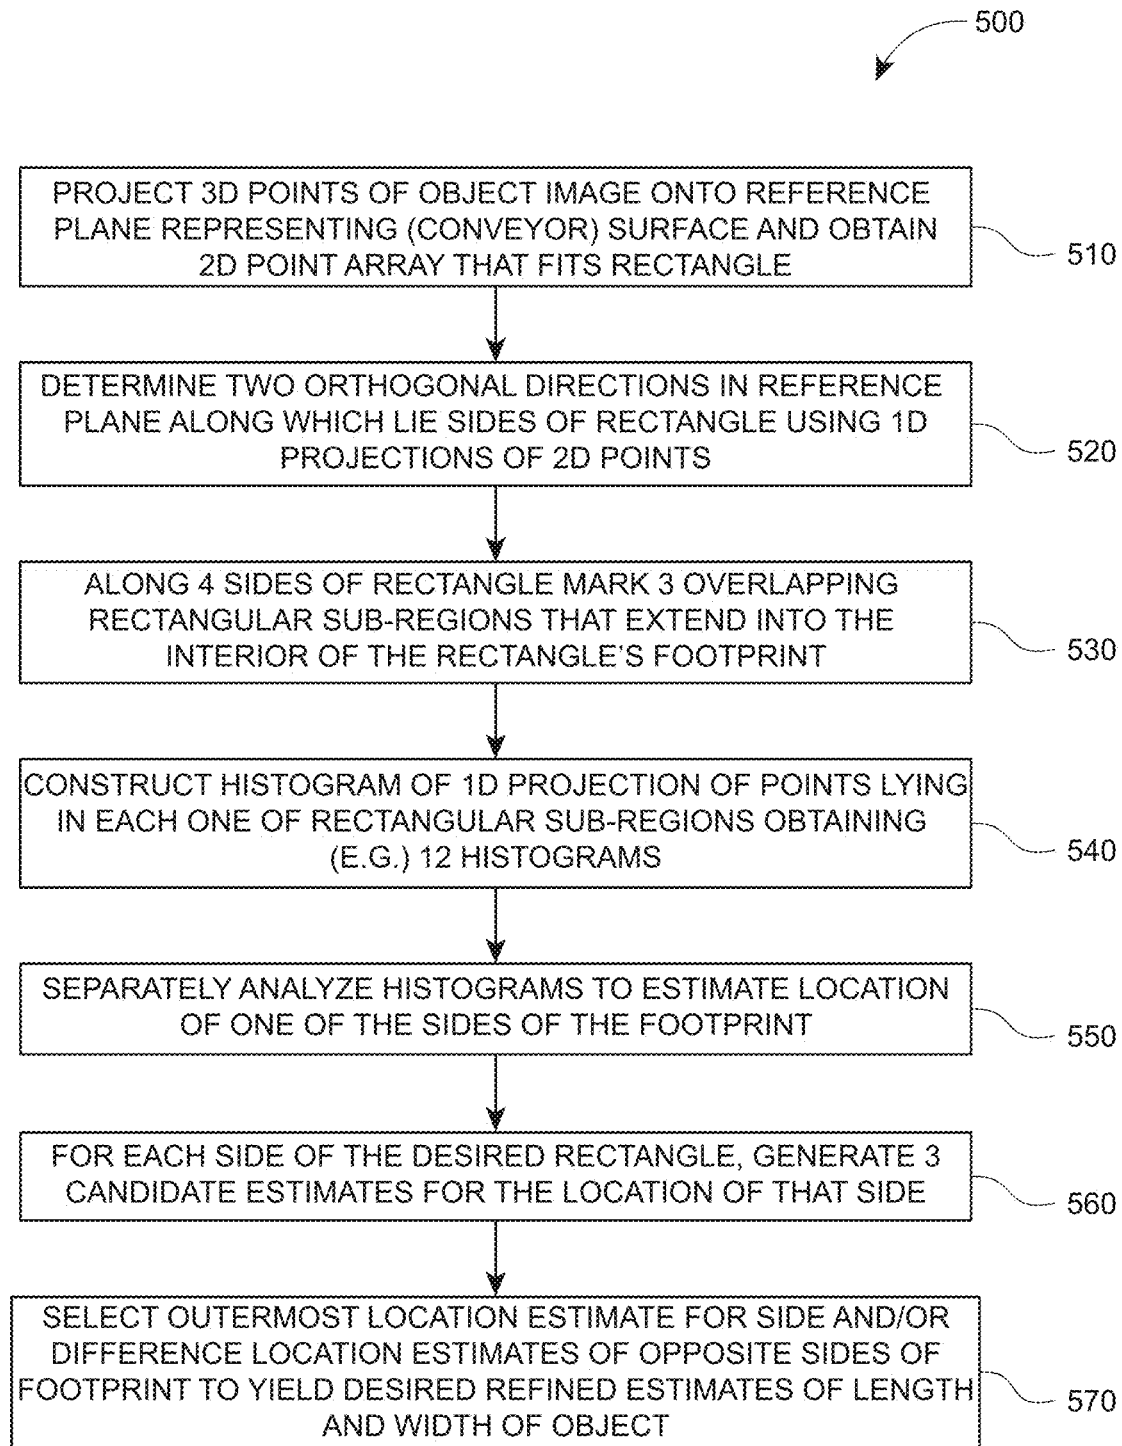 500
PROJECT 3D POINTS OF OBJECT IMAGE ONTO REFERENCE
PLANE REPRESENTING (CONVEYOR) SURFACE AND OBTAIN
2D POINT ARRAY THAT FITS RECTANGLE
510
DETERMINE TWO ORTHOGONAL DIRECTIONS IN REFERENCE
PLANE ALONG WHICH LIE SIDES OF RECTANGLE USING 1D
PROJECTIONS OF 2D POINTS
520
ALONG 4 SIDES OF RECTANGLE MARK 3 OVERLAPPING
RECTANGULAR SUB-REGIONS THAT EXTEND INTO THE
INTERIOR OF THE RECTANGLE'S FOOTPRINT
530
CONSTRUCT HISTOGRAM OF 1D PROJECTION OF POINTS LYING
IN EACH ONE OF RECTANGULAR SUB-REGIONS OBTAINING
(E.G.) 12 HISTOGRAMS
540
SEPARATELY ANALYZE HISTOGRAMS TO ESTIMATE LOCATION
OF ONE OF THE SIDES OF THE FOOTPRINT
550
FOR EACH SIDE OF THE DESIRED RECTANGLE, GENERATE 3
CANDIDATE ESTIMATES FOR THE LOCATION OF THAT SIDE
560
SELECT OUTERMOST LOCATION ESTIMATE FOR SIDE AND/OR
DIFFERENCE LOCATION ESTIMATES OF OPPOSITE SIDES OF
FOOTPRINT TO YIELD DESIRED REFINED ESTIMATES OF LENGTH
AND WIDTH OF OBJECT
570